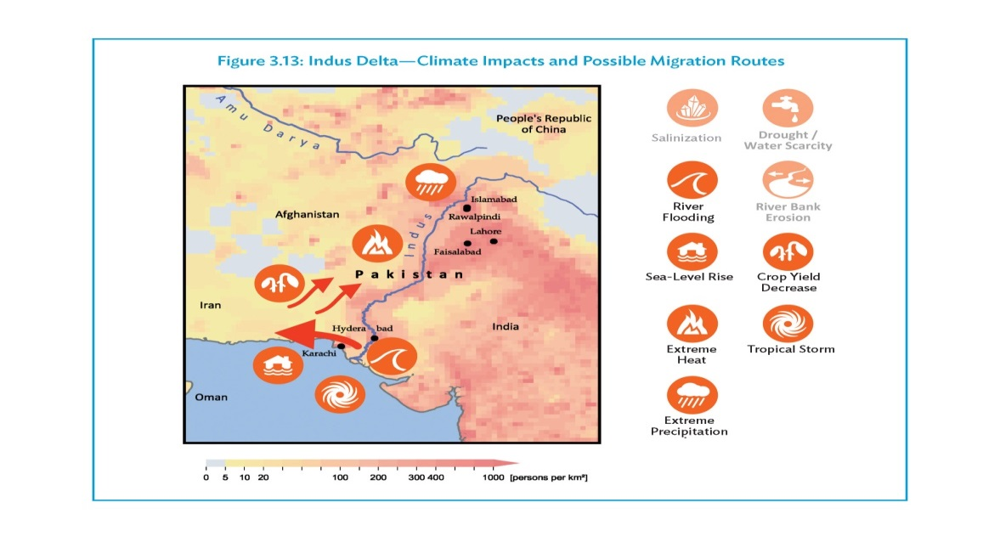 Figure 3.13: Indus Delta—Climate Impacts and Possible Migration Routes
Amu Darya
People's Republic
of China
Islamabad
Rawalpindi
Lahore
Faisalabad
Afghanistan
Indus
Pakistan
Iran
Hydera bad
India
Karachi
Oman
0 5 10 20 100 200 300 400 1000 [persons per km²]
Salinization
Drought /
Water Scarcity
River
Flooding
River Bank
Erosion
Sea-Level Rise
Crop Yield
Decrease
Extreme
Heat
Tropical Storm
Extreme
Precipitation